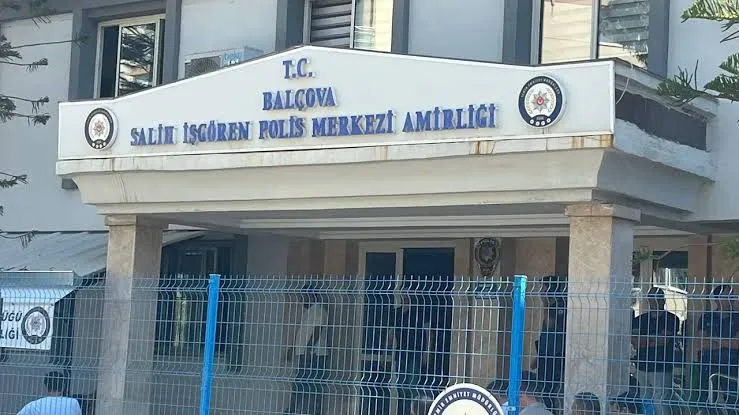 T.C.
BALÇOVA
SALİH İŞGÖREN POLİS MERKEZİ AMİRLİĞİ